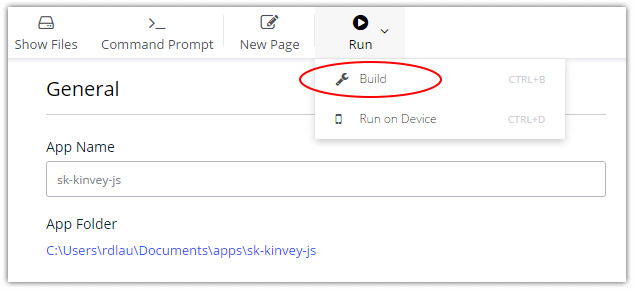 Show Files Command Prompt New Page Run
Build CTRL+B
General
Run on Device CTRL+D
App Name
sk-kinvey-js
App Folder
C:\Users\rdlau\Documents\apps\sk-kinvey-js